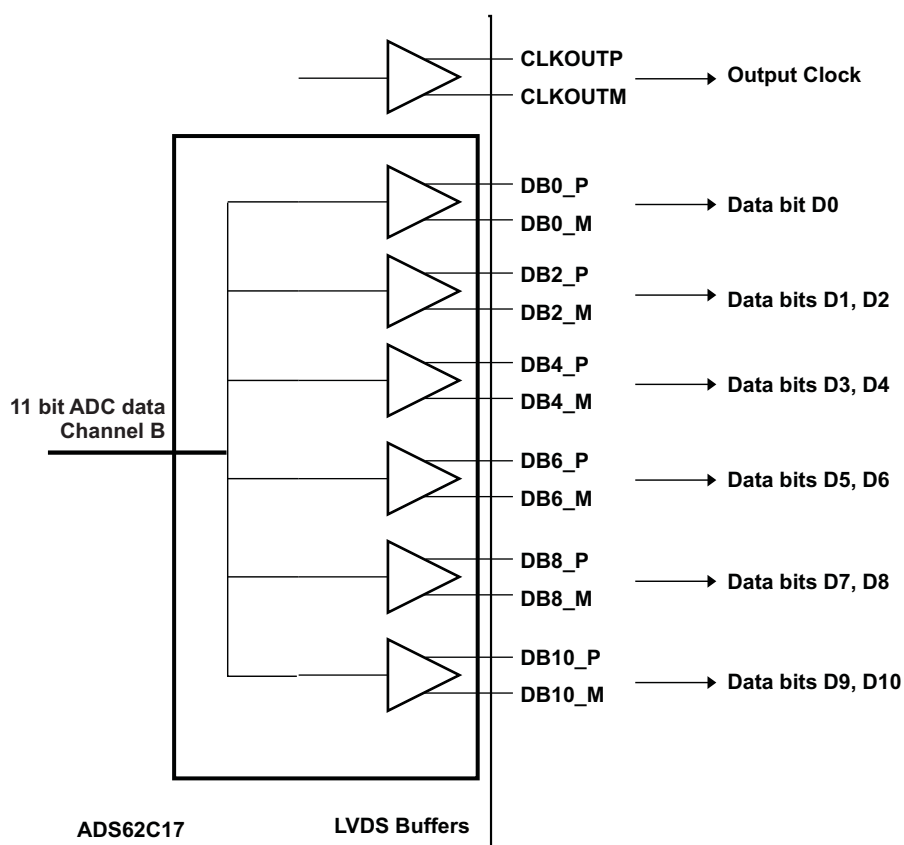 CLKOUTP
CLKOUTM
Output Clock
DB0_P
DB0_M
Data bit D0
DB2_P
DB2_M
Data bits D1, D2
DB4_P
DB4_M
Data bits D3, D4
11 bit ADC data
Channel B
DB6_P
DB6_M
Data bits D5, D6
DB8_P
DB8_M
Data bits D7, D8
DB10_P
DB10_M
Data bits D9, D10
ADS62C17
LVDS Buffers